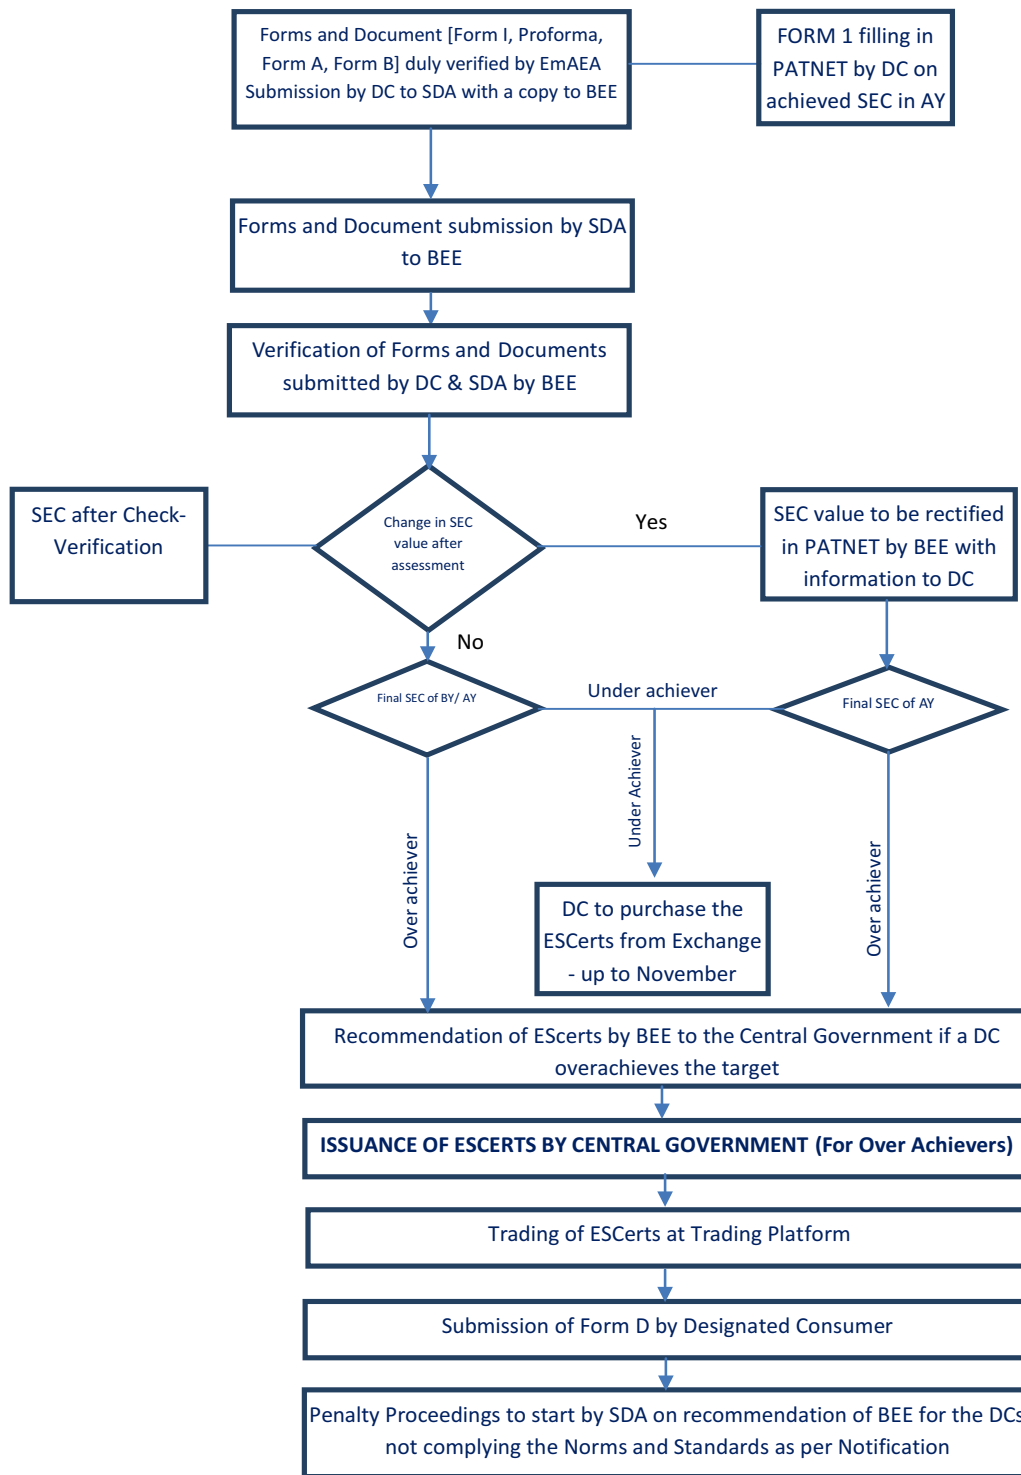 Forms and Document [Form I, Proforma,
Form A, Form B] duly verified by EmAEA
Submission by DC to SDA with a copy to BEE
FORM 1 filling in
PATNET by DC on
achieved SEC in AY
Forms and Document submission by SDA
to BEE
Verification of Forms and Documents
submitted by DC & SDA by BEE
SEC after Check-
Verification
Change in SEC
value after
assessment
Yes
SEC value to be rectified
in PATNET by BEE with
information to DC
No
Final SEC of BY/ AY
Under achiever
Final SEC of AY
Over achiever
Under Achiever
Over achiever
DC to purchase the
ESCerts from Exchange
- up to November
Recommendation of EScerts by BEE to the Central Government if a DC
overachieves the target
ISSUANCE OF ESCERTS BY CENTRAL GOVERNMENT (For Over Achievers)
Trading of ESCerts at Trading Platform
Submission of Form D by Designated Consumer
Penalty Proceedings to start by SDA on recommendation of BEE for the DCs
not complying the Norms and Standards as per Notification